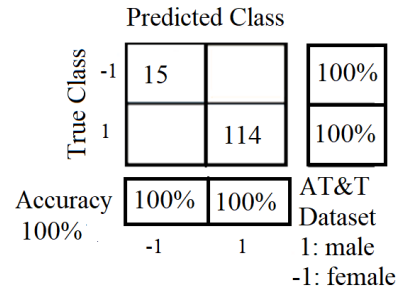 Predicted Class
True Class
-1 15 100%
1 114 100%
Accuracy 100% 100% AT&T
100% Dataset
-1 1 1: male
-1: female